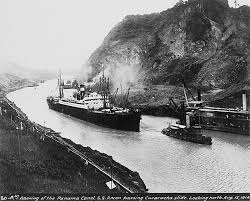 Opening of the Panama Canal, S.S. Ancon passing Cucaracha slide. Looking north, Aug. 15, 1914